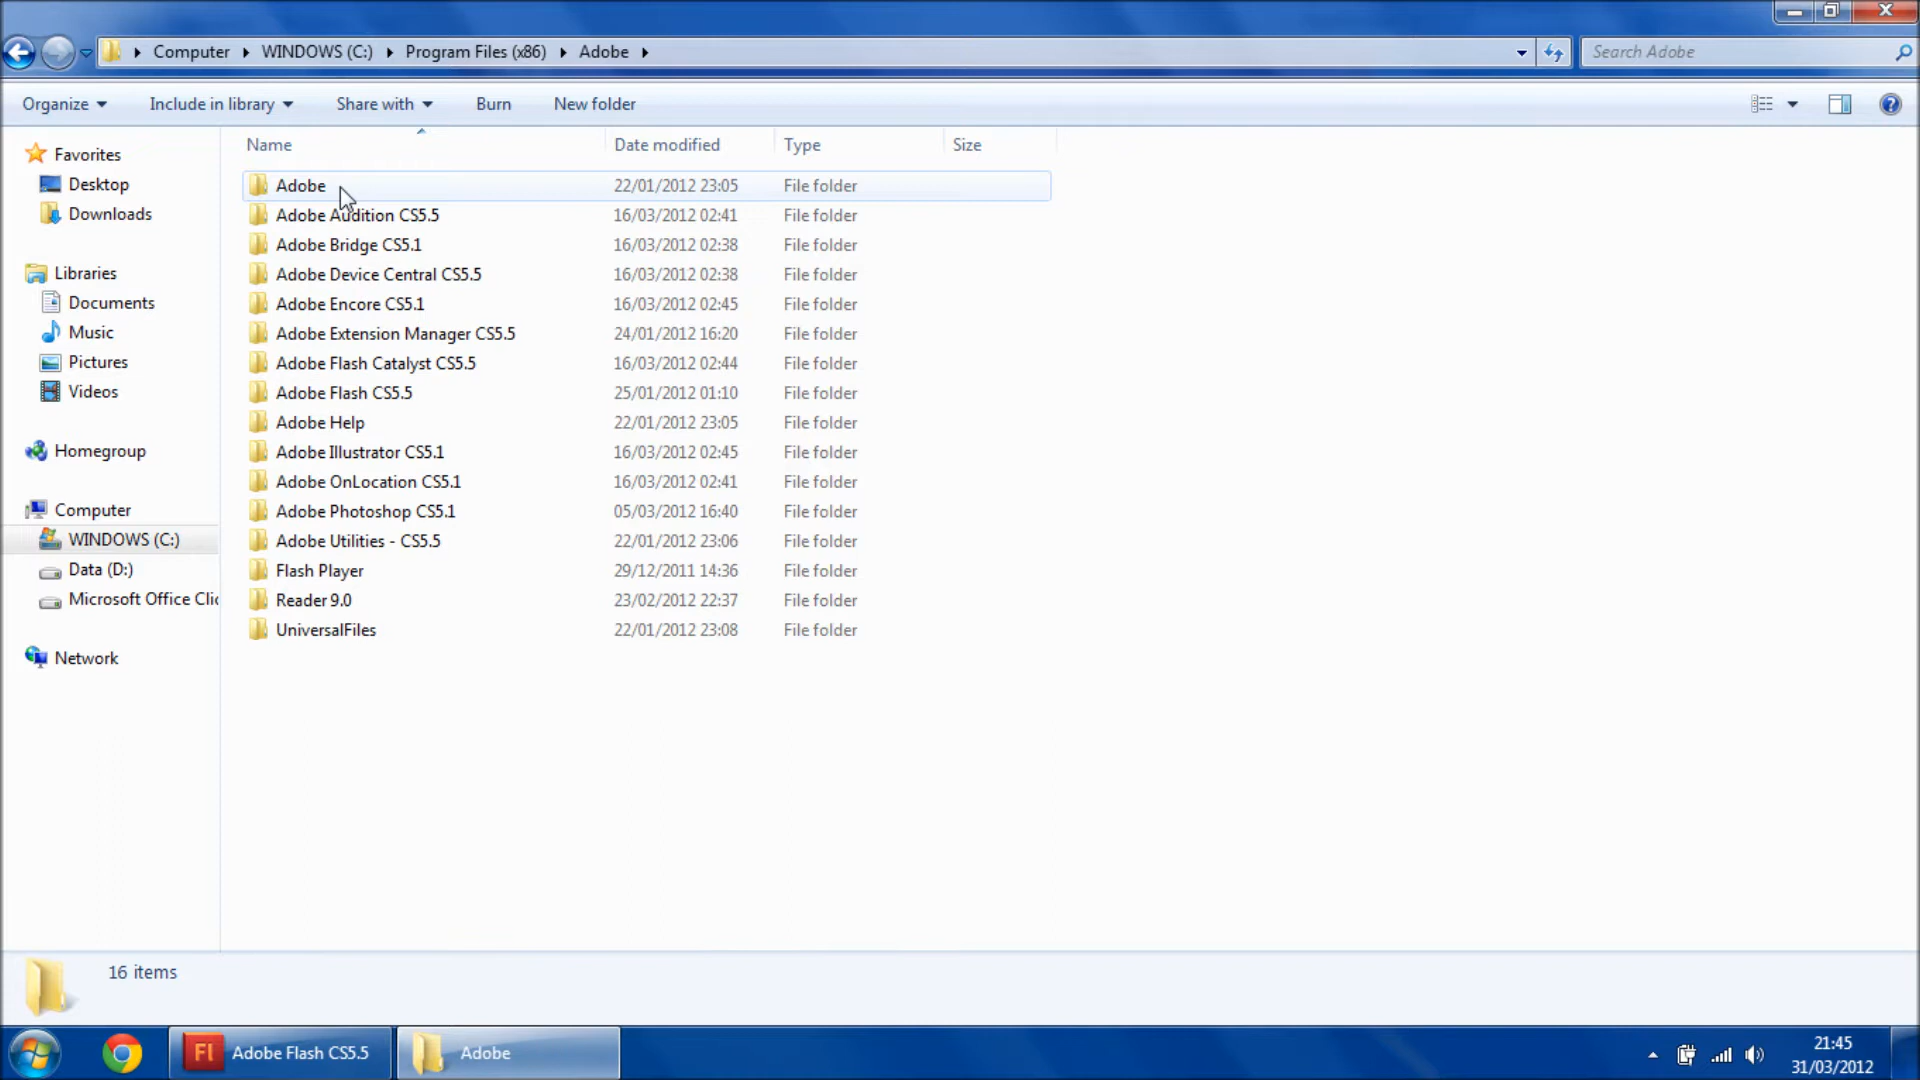 Computer WINDOWS (C:) Program Files (x86) Adobe Search Adobe
Organize Include in library Share with Burn New folder
Name Date modified Type Size
Favorites
Desktop
Downloads
Libraries
Documents
Music
Pictures
Videos
Homegroup
Computer
WINDOWS (C:)
Data (D:)
Microsoft Office Clic
Network
Adobe 22/01/2012 23:05 File folder
Adobe Audition CS5.5 16/03/2012 02:41 File folder
Adobe Bridge CS5.1 16/03/2012 02:38 File folder
Adobe Device Central CS5.5 16/03/2012 02:38 File folder
Adobe Encore CS5.1 16/03/2012 02:45 File folder
Adobe Extension Manager CS5.5 24/01/2012 16:20 File folder
Adobe Flash Catalyst CS5.5 16/03/2012 02:44 File folder
Adobe Flash CS5.5 25/01/2012 01:10 File folder
Adobe Help 22/01/2012 23:05 File folder
Adobe Illustrator CS5.1 16/03/2012 02:45 File folder
Adobe OnLocation CS5.1 16/03/2012 02:41 File folder
Adobe Photoshop CS5.1 05/03/2012 16:40 File folder
Adobe Utilities - CS5.5 22/01/2012 23:06 File folder
Flash Player 29/12/2011 14:36 File folder
Reader 9.0 23/02/2012 22:37 File folder
UniversalFiles 22/01/2012 23:08 File folder
16 items
Fl Adobe Flash CS5.5 Adobe
21:45
31/03/2012